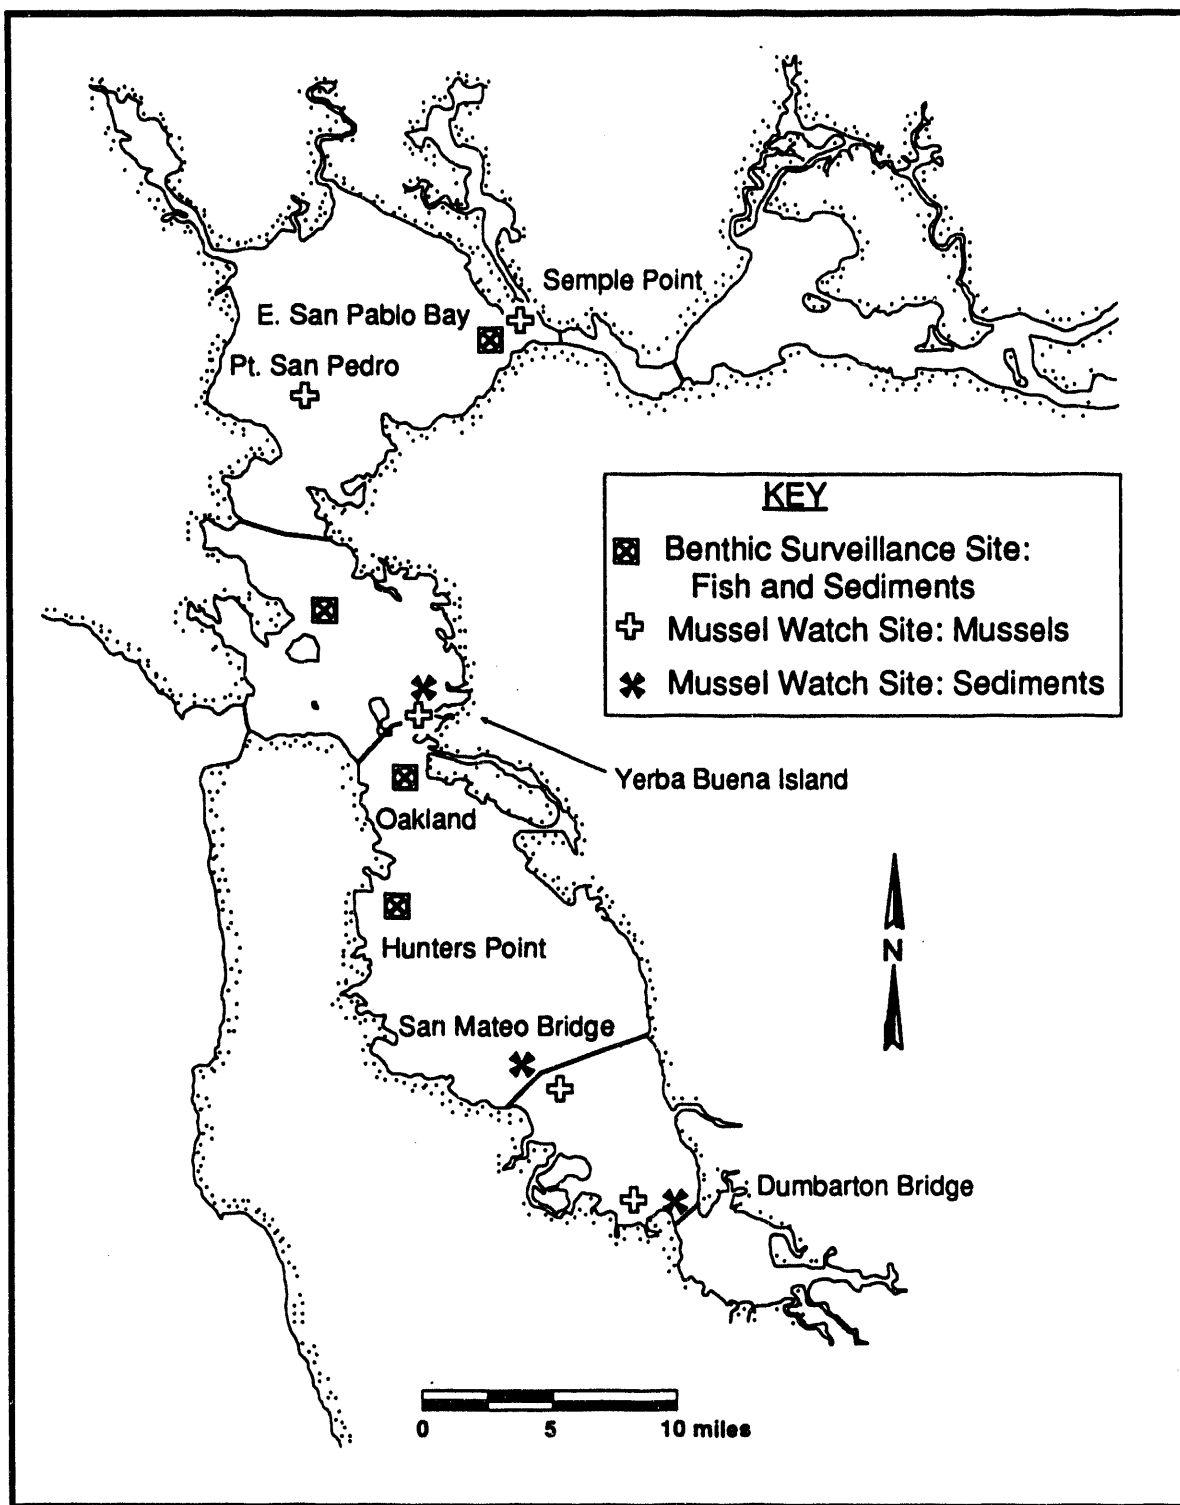 Semple Point
E. San Pablo Bay
Pt. San Pedro
KEY
Benthic Surveillance Site:
Fish and Sediments
Mussel Watch Site: Mussels
Mussel Watch Site: Sediments
Yerba Buena Island
Oakland
N
Hunters Point
San Mateo Bridge
Dumbarton Bridge
0 5 10 miles